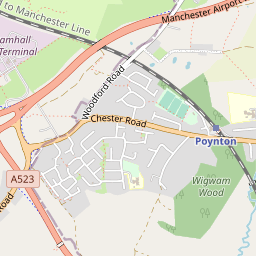 to Manchester Line
Manchester Airport
amhall
Terminal
Woodford Road
Chester Road
Poynton
A523
Wigwam
Wood
Road